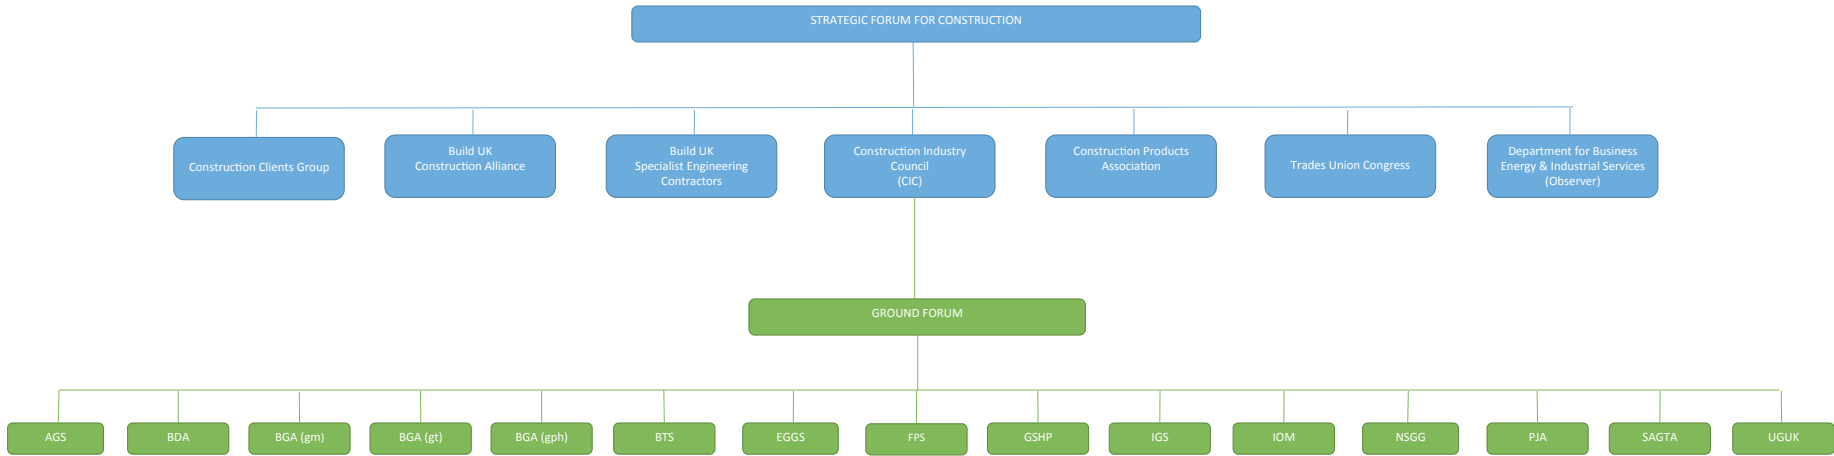 STRATEGIC FORUM FOR CONSTRUCTION
Construction Clients Group
Build UK
Construction Alliance
Build UK
Specialist Engineering
Contractors
Construction Industry
Council
(CIC)
Construction Products
Association
Trades Union Congress
Department for Business
Energy & Industrial Services
(Observer)
GROUND FORUM
AGS
BDA
BGA (gm)
BGA (gt)
BGA (gph)
BTS
EGGS
FPS
GSHP
IGS
IOM
NSGG
PJA
SAGTA
UGUK